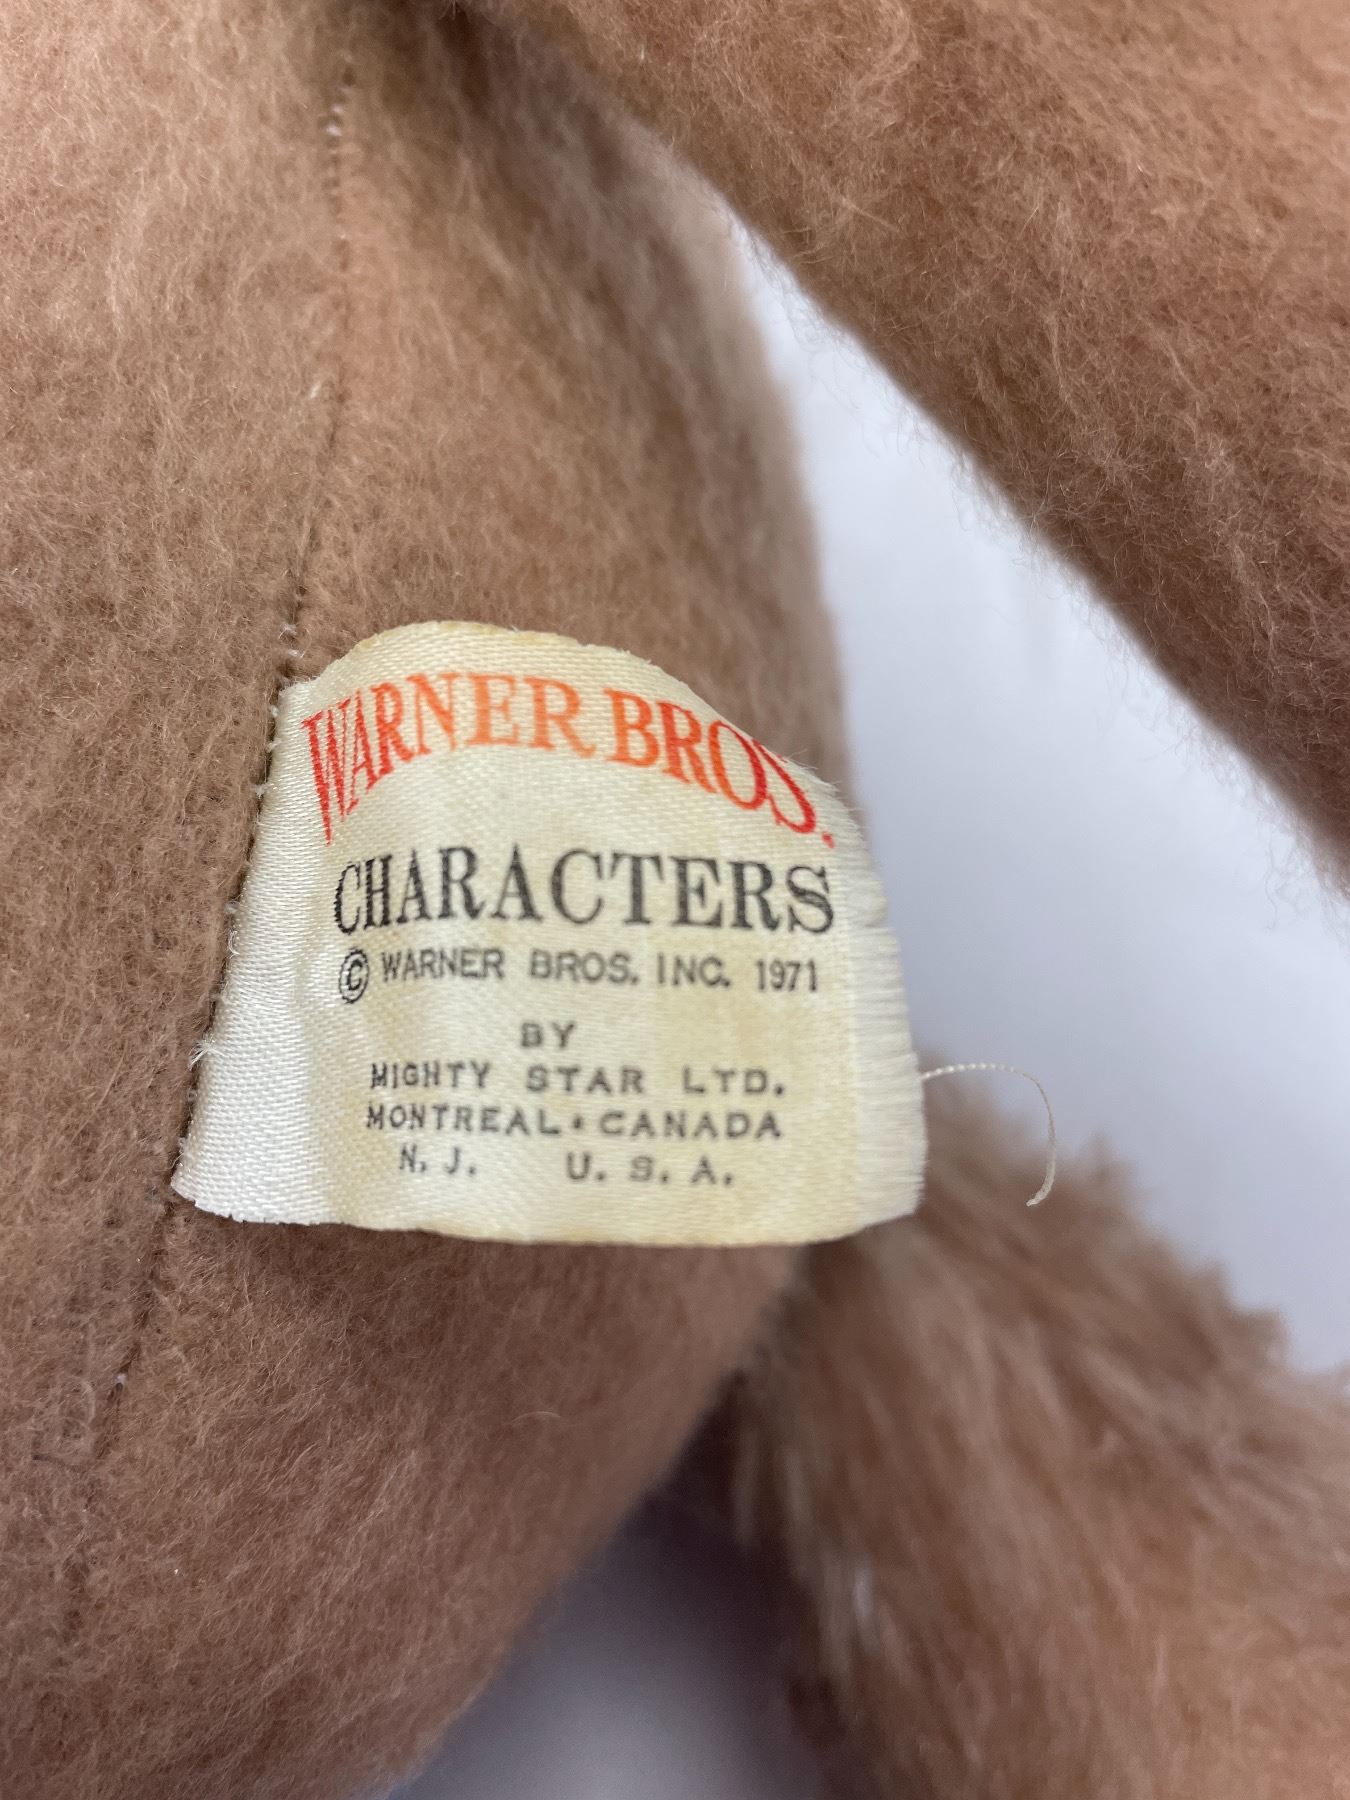 WARNER BROS.
CHARACTERS
© WARNER BROS. INC. 1971
BY
MIGHTY STAR LTD.
MONTREAL • CANADA
N. J. U. S. A.